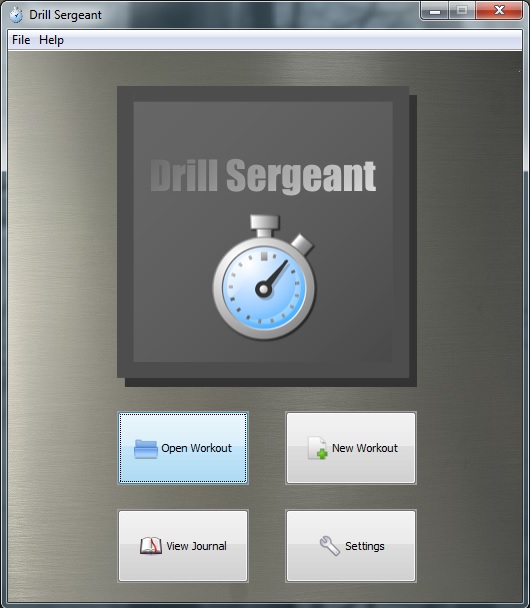 Drill Sergeant
File Help
Drill Sergeant
Open Workout
New Workout
View Journal
Settings